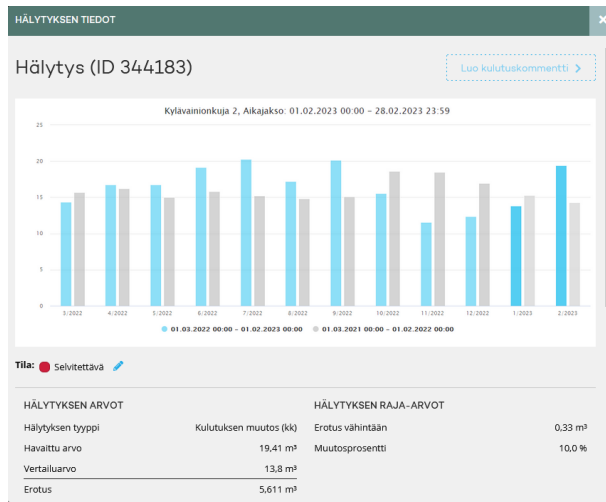 HÄLYTYKSEN TIEDOT
Hälytys (ID 344183)
Luo kulutuskommentti
Kylävainionkuja 2, Aikajakso: 01.02.2023 00:00 – 28.02.2023 23:59
25
20
15
10
5
0
3/2022 4/2022 5/2022 6/2022 7/2022 8/2022 9/2022 10/2022 11/2022 12/2022 1/2023 2/2023
01.03.2022 00:00 – 01.02.2023 00:00 01.03.2021 00:00 – 01.02.2022 00:00
Tila: Selvitettävä
HÄLYTYKSEN ARVOT HÄLYTYKSEN RAJA-ARVOT
Hälytyksen tyyppi Kulutuksen muutos (kk) Erotus vähintään 0,33 m³
Havaittu arvo 19,41 m³ Muutosprosentti 10,0 %
Vertailuarvo 13,8 m³
Erotus 5,611 m³